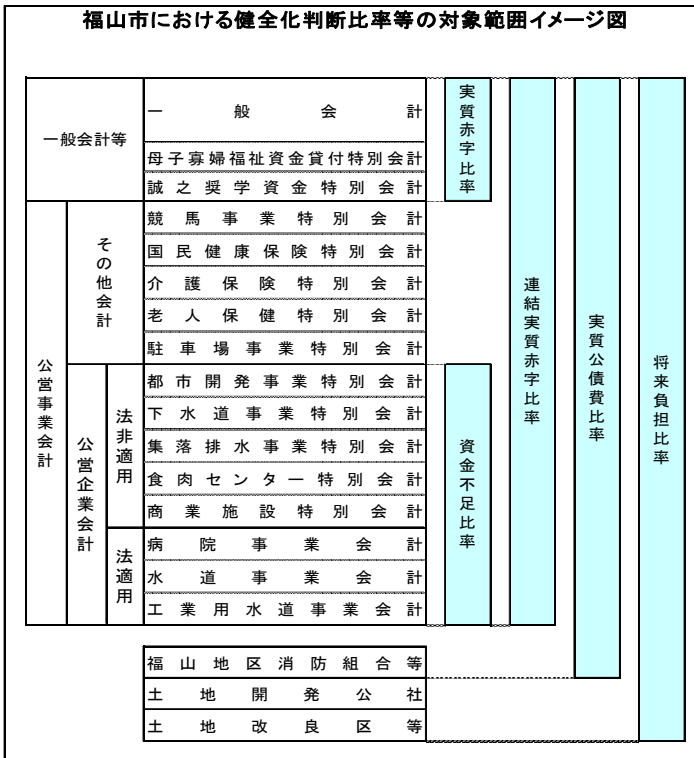 福山市における健全化判断比率等の対象範囲イメージ図
一般会計等
一般会計
母子寡婦福祉資金貸付特別会計
誠之奨学資金特別会計
実質赤字比率
公営事業会計
その他会計
競馬事業特別会計
国民健康保険特別会計
介護保険特別会計
老人保健特別会計
駐車場事業特別会計
公営企業会計
法非適用
都市開発事業特別会計
下水道事業特別会計
集落排水事業特別会計
食肉センター特別会計
商業施設特別会計
法適用
病院事業会計
水道事業会計
工業用水道事業会計
資金不足比率
連結実質赤字比率
実質公債費比率
将来負担比率
福山地区消防組合等
土地開発公社
土地改良区等